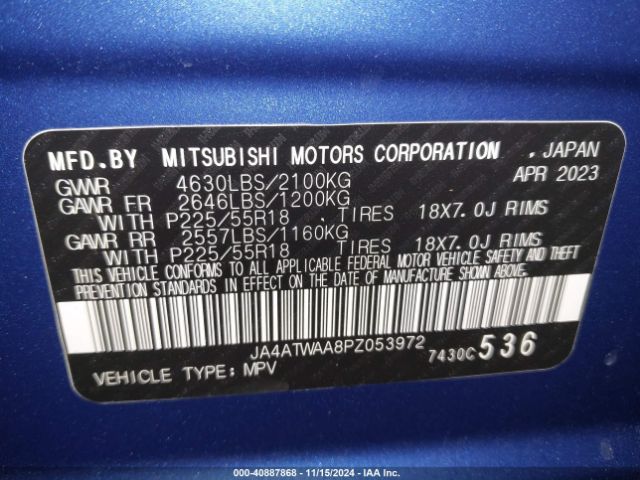 MFD.BY MITSUBISHI MOTORS CORPORATION . JAPAN
GVWR 4630LBS/2100KG APR 2023
GAWR FR 2646LBS/1200KG
WITH P225/55R18 . TIRES 18X7.0J RIMS
GAWR RR 2557LBS/1160KG
WITH P225/55R18 . TIRES 18X7.0J RIMS
THIS VEHICLE CONFORMS TO ALL APPLICABLE FEDERAL MOTOR VEHICLE SAFETY AND THEFT
PREVENTION STANDARDS IN EFFECT ON THE DATE OF MANUFACTURE SHOWN ABOVE.
JA4ATWAA8PZ053972 7430C 536
VEHICLE TYPE: MPV
© 40887868 - 11/15/2024 - IAAI.COM